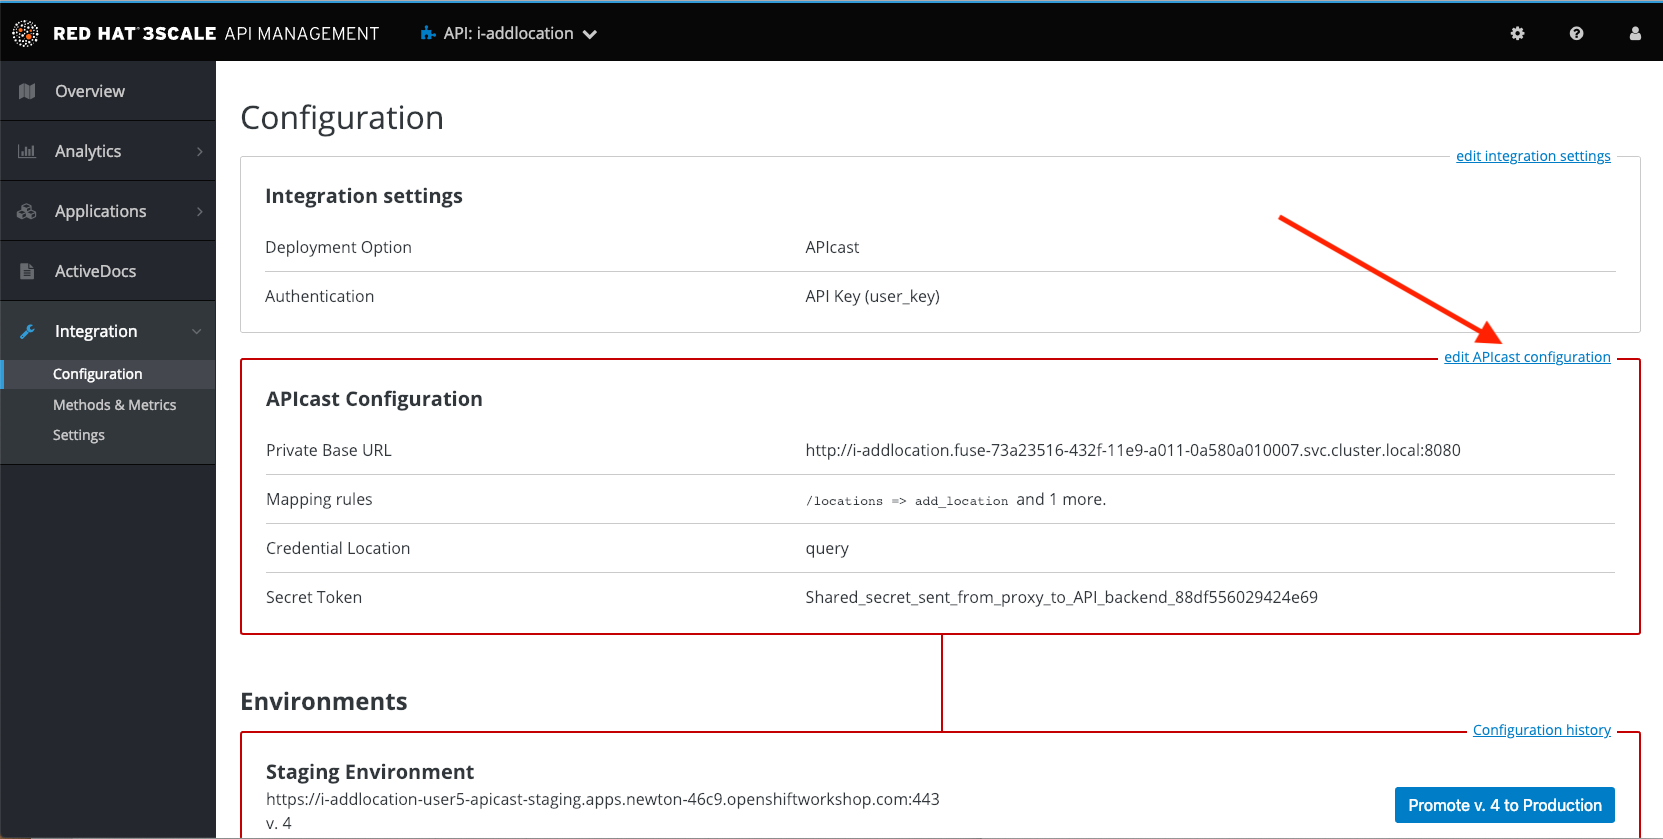 RED HAT 3SCALE API MANAGEMENT API: i-addlocation
Overview
Analytics
Applications
ActiveDocs
Integration
Configuration
Methods & Metrics
Settings
Configuration
edit integration settings
Integration settings
Deployment Option APIcast
Authentication API Key (user_key)
edit APIcast configuration
APIcast Configuration
Private Base URL http://i-addlocation.fuse-73a23516-432f-11e9-a011-0a580a010007.svc.cluster.local:8080
Mapping rules /locations => add_location and 1 more.
Credential Location query
Secret Token Shared_secret_sent_from_proxy_to_API_backend_88df556029424e69
Environments
Configuration history
Staging Environment
https://i-addlocation-user5-apicast-staging.apps.newton-46c9.openshiftworkshop.com:443
v. 4
Promote v. 4 to Production